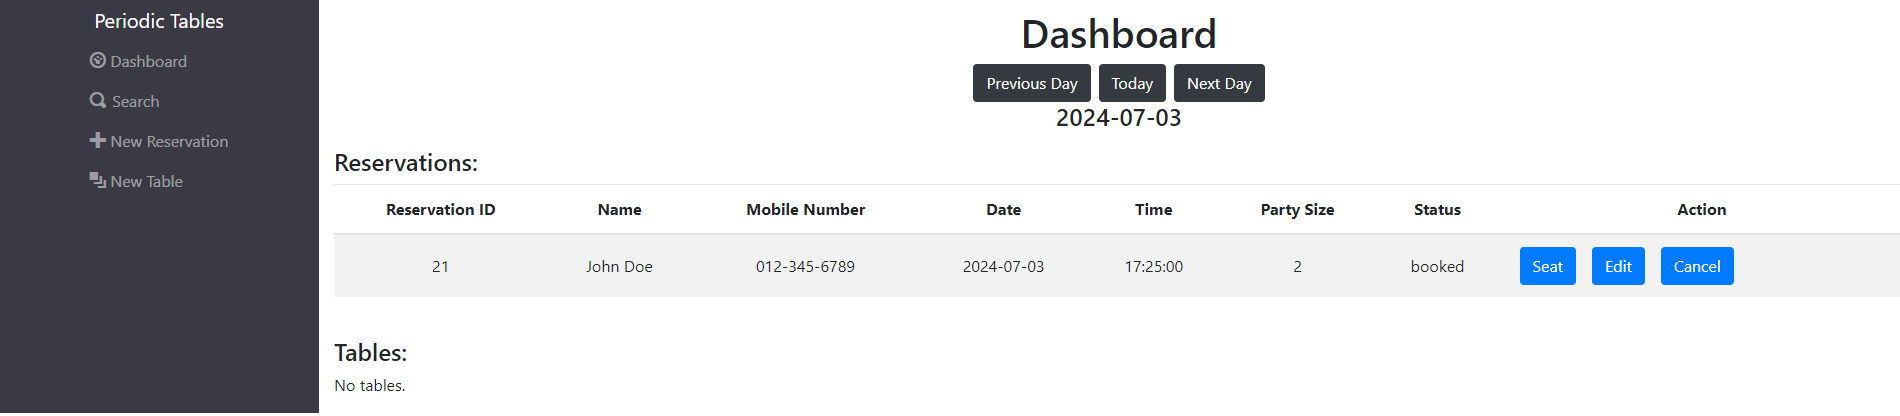 Periodic Tables
Dashboard
Search
New Reservation
New Table
Dashboard
Previous Day Today Next Day
2024-07-03
Reservations:
Reservation ID Name Mobile Number Date Time Party Size Status Action
21 John Doe 012-345-6789 2024-07-03 17:25:00 2 booked Seat Edit Cancel
Tables:
No tables.